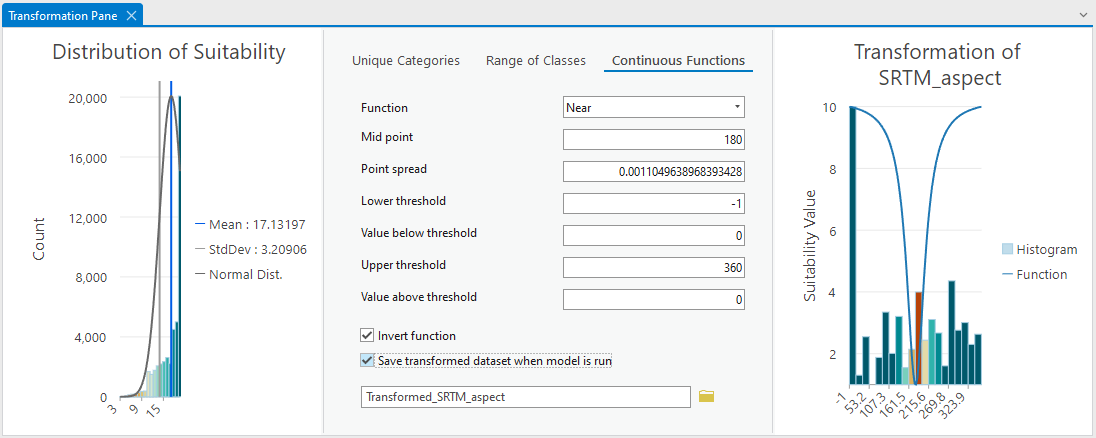 Transformation Pane
Distribution of Suitability
20,000
16,000
12,000
8,000
4,000
0
Count
3
9
15
Mean : 17.13197
StdDev : 3.20906
Normal Dist.
Unique Categories
Range of Classes
Continuous Functions
Function
Near
Mid point
180
Point spread
0.0011049638968393428
Lower threshold
-1
Value below threshold
0
Upper threshold
360
Value above threshold
0
Invert function
Save transformed dataset when model is run
Transformed_SRTM_aspect
Transformation of
SRTM_aspect
10
8
6
4
2
Suitability Value
-1
53.2
107.3
161.5
215.6
269.8
323.9
Histogram
Function